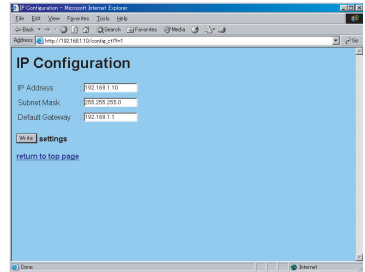 IP Configuration - Microsoft Internet Explorer
File Edit View Favorites Tools Help
Back Search Favorites Media
Address http://192.168.1.10/config_ctl?f=1 Go
IP Configuration
IP Address : 192.168.1.10
Subnet Mask : 255.255.255.0
Default Gateway : 192.168.1.1
Write settings
return to top page
Done Internet